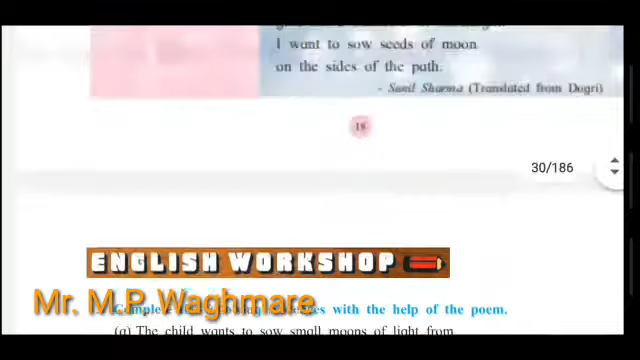 I want to sow seeds of moon
on the sides of the path.
- Sunil Sharma (Translated from Dogri)
18
30/186
ENGLISH WORKSHOP
Mr. M.P. Waghmare
with the help of the poem.
(a) The child wants to sow small moons of light from